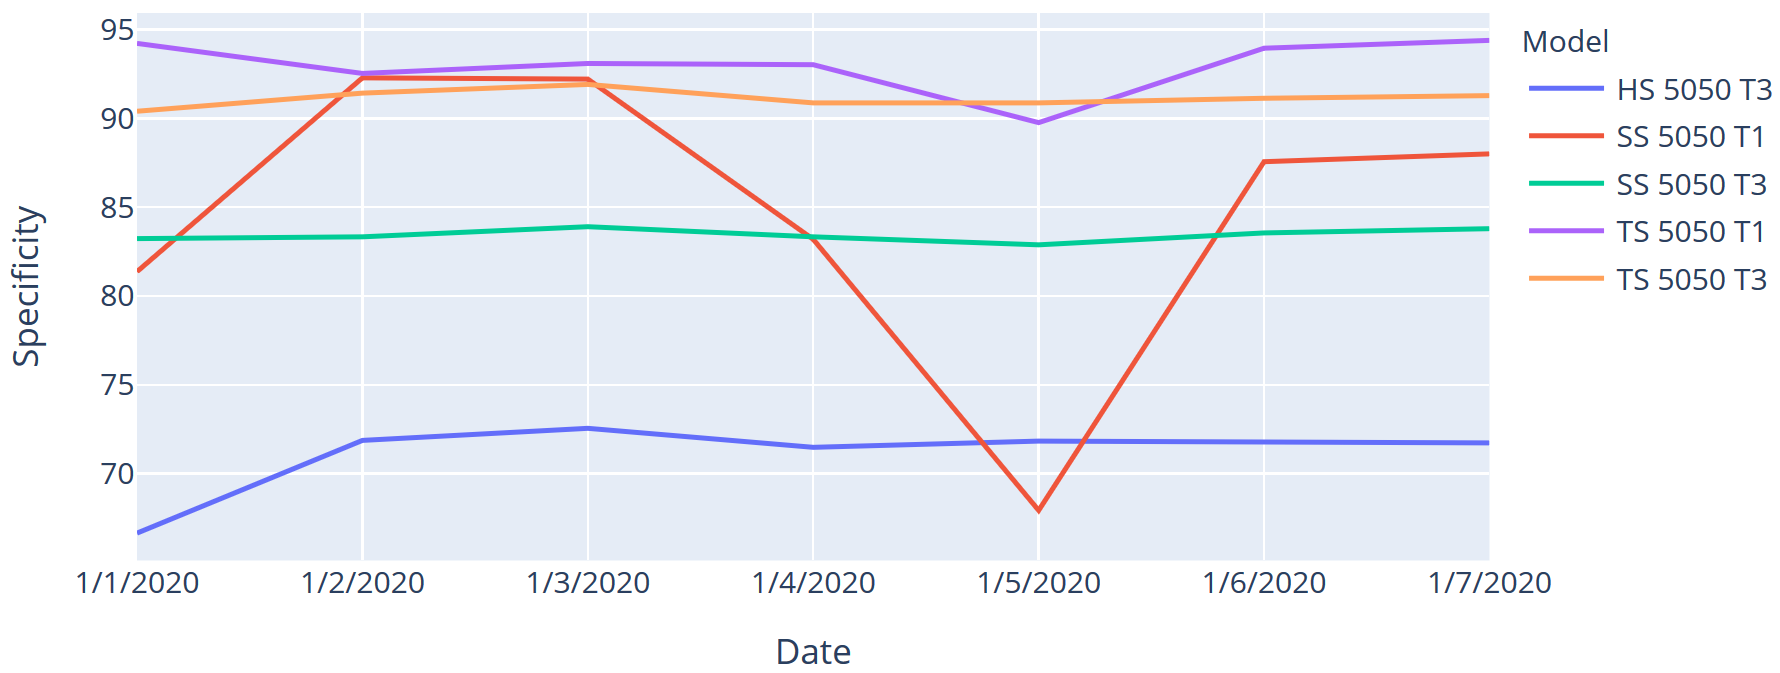 95
90
85
80
75
70
Specificity
1/1/2020 1/2/2020 1/3/2020 1/4/2020 1/5/2020 1/6/2020 1/7/2020
Date
Model
HS 5050 T3
SS 5050 T1
SS 5050 T3
TS 5050 T1
TS 5050 T3